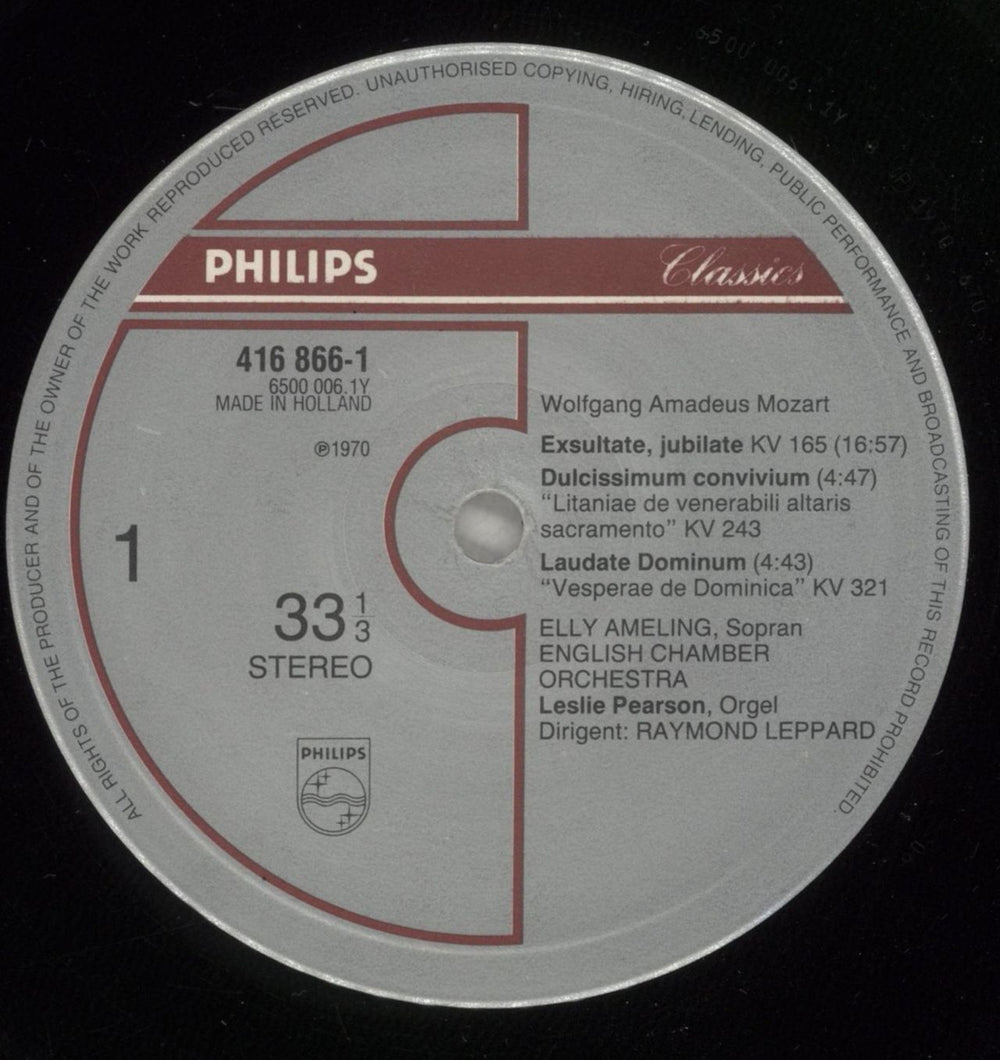 ALL RIGHTS OF THE PRODUCER AND OF THE OWNER OF THE WORK REPRODUCED RESERVED. UNAUTHORISED COPYING, HIRING, LENDING, PUBLIC PERFORMANCE AND BROADCASTING OF THIS RECORD PROHIBITED.
PHILIPS Classics
416 866-1
6500 006.1Y
MADE IN HOLLAND
℗1970
1
33 1/3
STEREO
PHILIPS
Wolfgang Amadeus Mozart
Exsultate, jubilate KV 165 (16:57)
Dulcissimum convivium (4:47)
“Litaniae de venerabili altaris
sacramento” KV 243
Laudate Dominum (4:43)
“Vesperae de Dominica” KV 321
ELLY AMELING, Sopran
ENGLISH CHAMBER
ORCHESTRA
Leslie Pearson, Orgel
Dirigent: RAYMOND LEPPARD